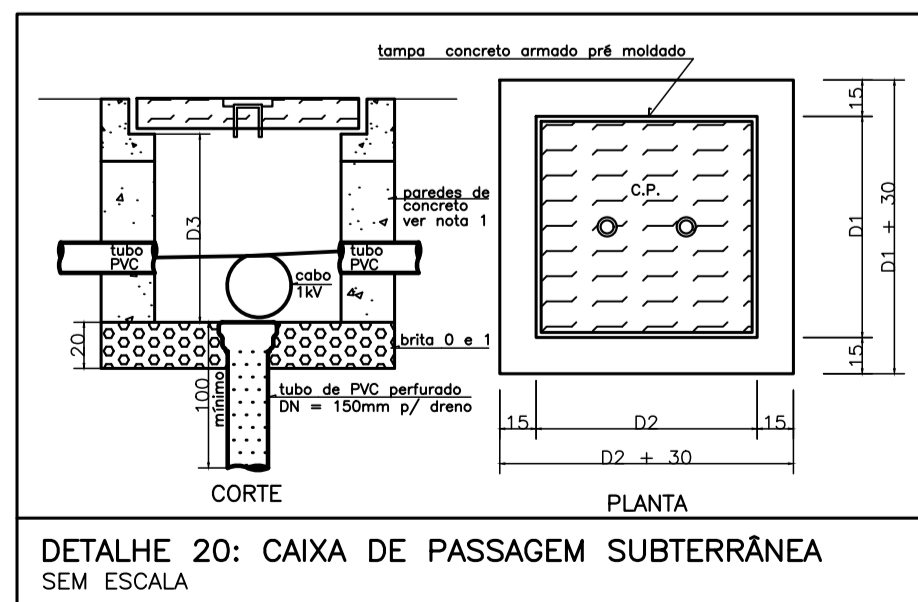 tampa concreto armado pré moldado
paredes de
concreto
ver nota 1
D3
tubo
PVC
tubo
PVC
cabo
1kV
20
brita 0 e 1
100
mínimo
tubo de PVC perfurado
DN = 150mm p/ dreno
CORTE
C.P.
15
D1
15
D1 + 30
15
D2
15
D2 + 30
PLANTA
DETALHE 20: CAIXA DE PASSAGEM SUBTERRÂNEA
SEM ESCALA